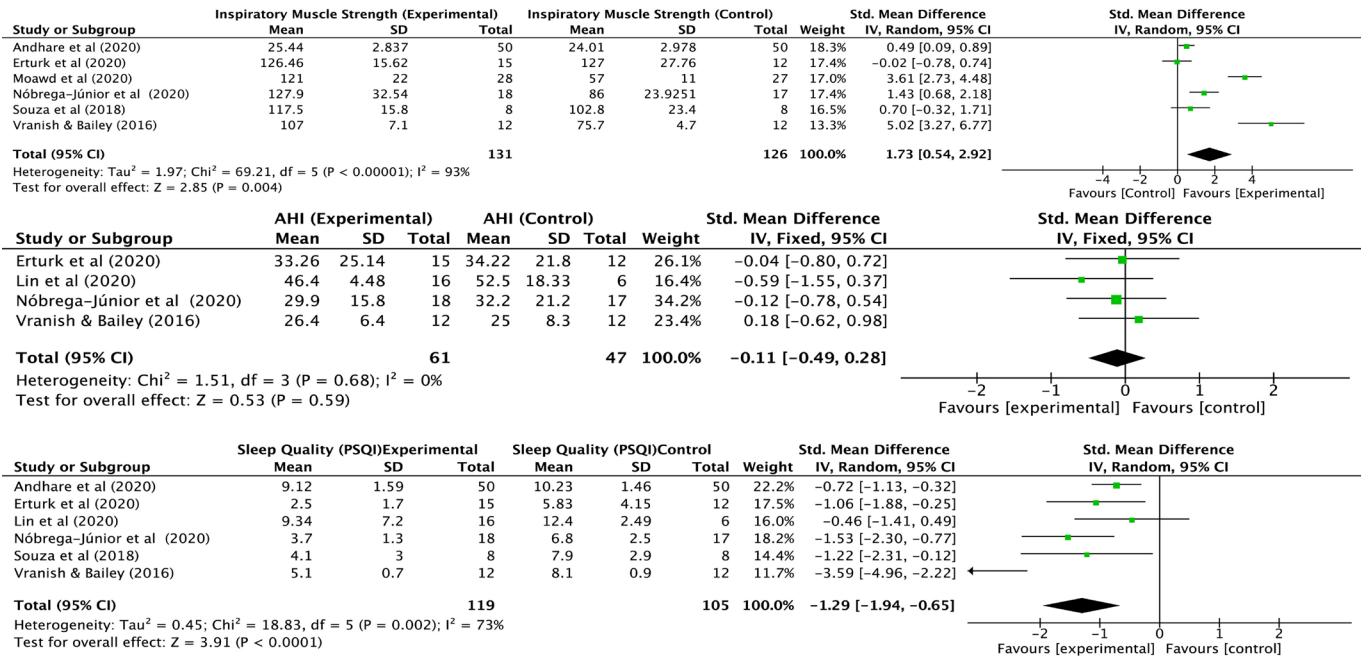 Inspiratory Muscle Strength (Experimental) Inspiratory Muscle Strength (Control) Std. Mean Difference Std. Mean Difference
Study or Subgroup Mean SD Total Mean SD Total Weight IV, Random, 95% CI IV, Random, 95% CI
Andhare et al (2020) 25.44 2.837 50 24.01 2.978 50 18.3% 0.49 [0.09, 0.89]
Erturk et al (2020) 126.46 15.62 15 127 27.76 12 17.4% -0.02 [-0.78, 0.74]
Moawd et al (2020) 121 22 28 57 11 27 17.0% 3.61 [2.73, 4.48]
Nóbrega-Júnior et al (2020) 127.9 32.54 18 86 23.9251 17 17.5% 1.43 [0.68, 2.18]
Souza et al (2018) 117.5 15.8 8 102.8 23.4 8 16.5% 0.70 [-0.32, 1.71]
Vranish & Bailey (2016) 107 7.1 12 75.7 4.7 12 13.3% 5.02 [3.27, 6.77]
Total (95% CI) 131 126 100.0% 1.73 [0.54, 2.92]
Heterogeneity: Tau² = 1.97; Chi² = 69.21, df = 5 (P < 0.00001); I² = 93%
Test for overall effect: Z = 2.85 (P = 0.004)
-4 -2 0 2 4
Favours [Control] Favours [Experimental]
AHI (Experimental) AHI (Control) Std. Mean Difference Std. Mean Difference
Study or Subgroup Mean SD Total Mean SD Total Weight IV, Fixed, 95% CI IV, Fixed, 95% CI
Erturk et al (2020) 33.26 25.14 15 34.22 21.8 12 26.1% -0.04 [-0.80, 0.72]
Lin et al (2020) 46.4 4.48 16 52.5 18.33 6 16.4% -0.59 [-1.55, 0.37]
Nóbrega-Júnior et al (2020) 29.9 15.8 18 32.2 21.2 17 34.2% -0.12 [-0.78, 0.54]
Vranish & Bailey (2016) 26.4 6.4 12 25 8.3 12 23.4% 0.18 [-0.62, 0.98]
Total (95% CI) 61 47 100.0% -0.11 [-0.49, 0.28]
Heterogeneity: Chi² = 1.51, df = 3 (P = 0.68); I² = 0%
Test for overall effect: Z = 0.53 (P = 0.59)
-2 -1 0 1 2
Favours [experimental] Favours [control]
Sleep Quality (PSQI)Experimental Sleep Quality (PSQI)Control Std. Mean Difference Std. Mean Difference
Study or Subgroup Mean SD Total Mean SD Total Weight IV, Random, 95% CI IV, Random, 95% CI
Andhare et al (2020) 9.12 1.59 50 10.23 1.46 50 22.2% -0.72 [-1.13, -0.32]
Erturk et al (2020) 2.5 1.7 15 5.83 4.15 12 17.5% -1.06 [-1.88, -0.25]
Lin et al (2020) 9.34 7.2 16 12.4 2.49 6 16.0% -0.46 [-1.41, 0.49]
Nóbrega-Júnior et al (2020) 3.7 1.3 18 6.8 2.5 17 18.2% -1.53 [-2.30, -0.77]
Souza et al (2018) 4.1 3 8 7.9 2.9 8 14.4% -1.22 [-2.31, -0.12]
Vranish & Bailey (2016) 5.1 0.7 12 8.1 0.9 12 11.7% -3.59 [-4.96, -2.22]
Total (95% CI) 119 105 100.0% -1.29 [-1.94, -0.65]
Heterogeneity: Tau² = 0.45; Chi² = 18.83, df = 5 (P = 0.002); I² = 73%
Test for overall effect: Z = 3.91 (P < 0.0001)
-2 -1 0 1 2
Favours [experimental] Favours [control]